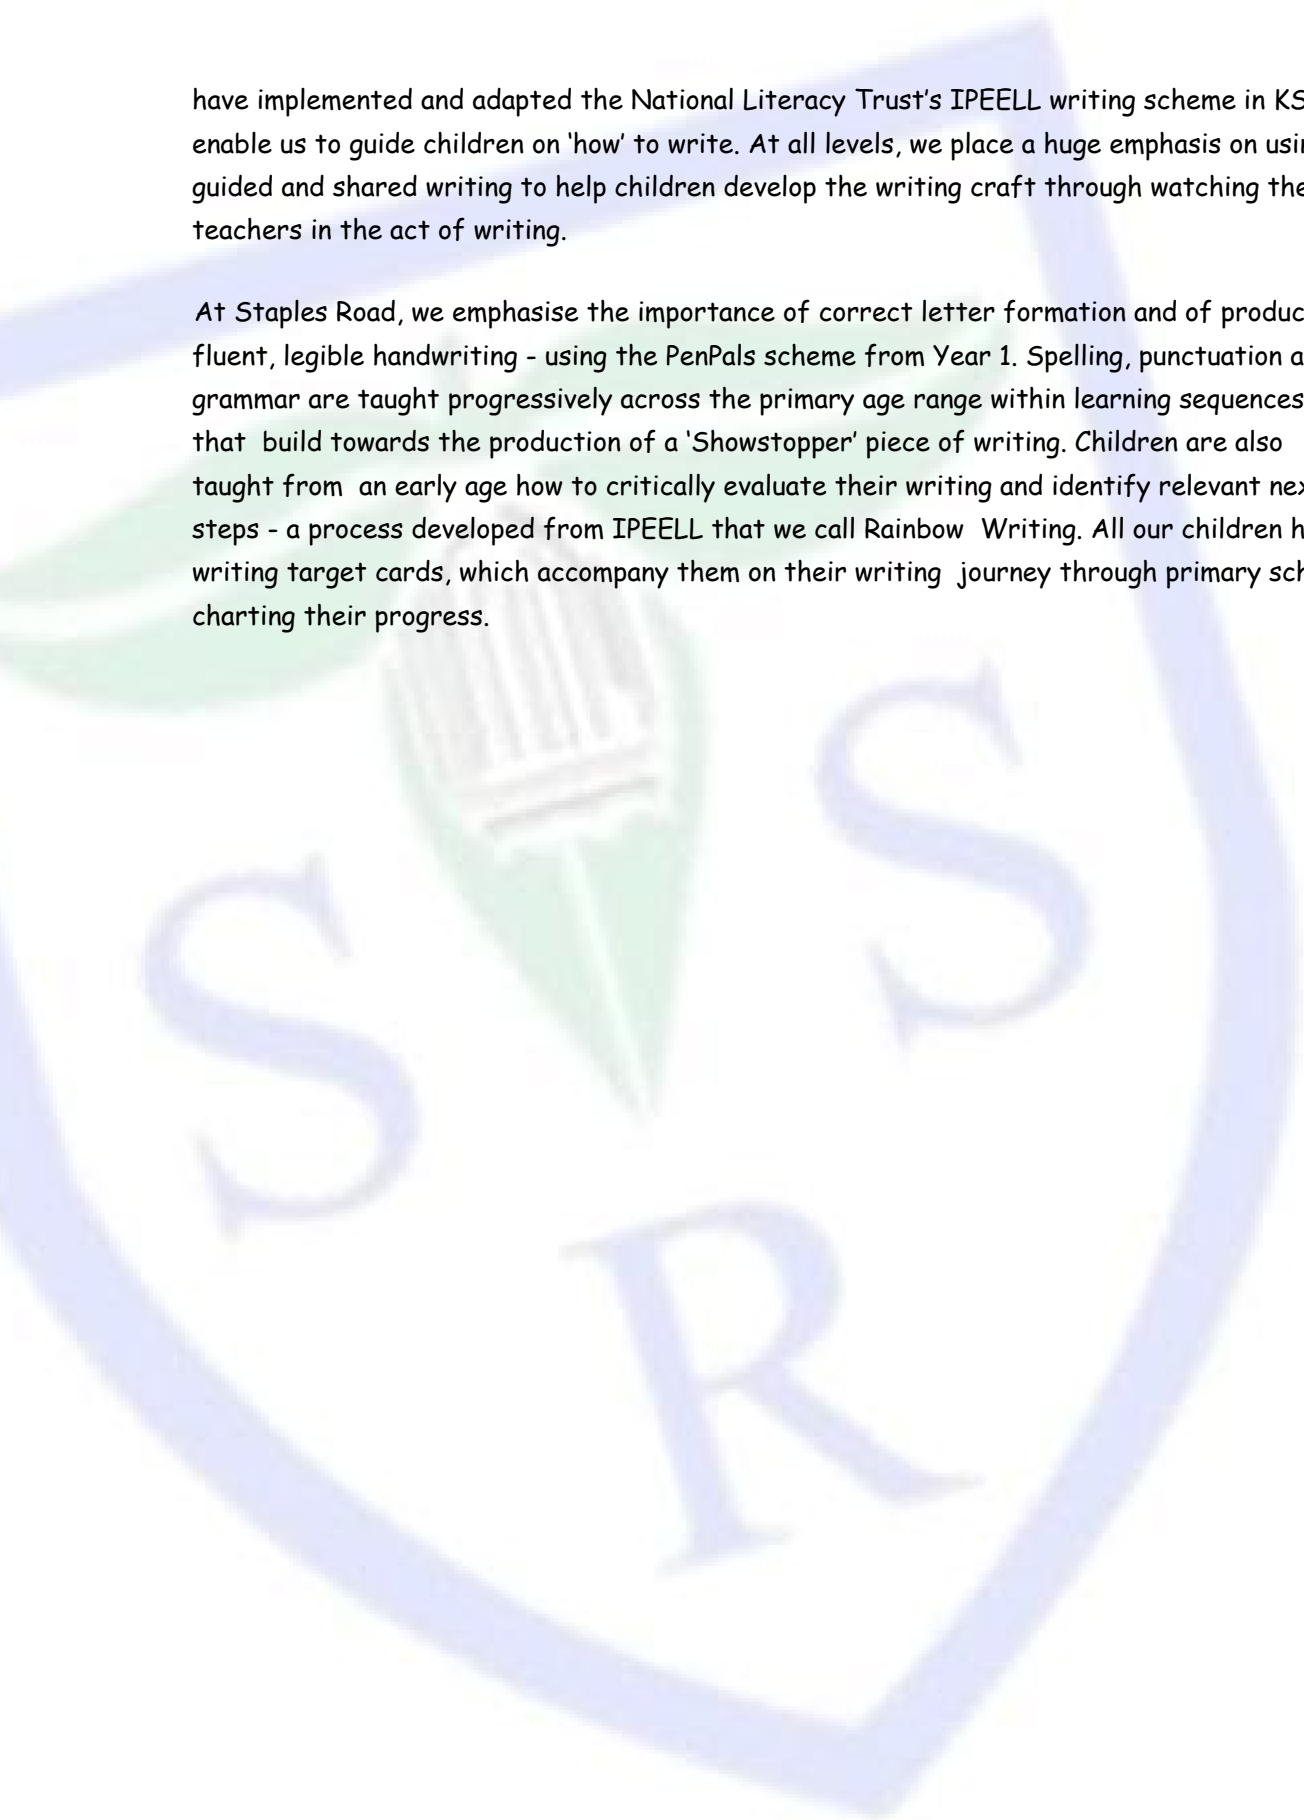 have implemented and adapted the National Literacy Trust's IPEELL writing scheme in KS
enable us to guide children on 'how' to write. At all levels, we place a huge emphasis on usin
guided and shared writing to help children develop the writing craft through watching the
teachers in the act of writing.
At Staples Road, we emphasise the importance of correct letter formation and of produc
fluent, legible handwriting - using the PenPals scheme from Year 1. Spelling, punctuation a
grammar are taught progressively across the primary age range within learning sequences
that  build towards the production of a 'Showstopper' piece of writing. Children are also
taught from  an early age how to critically evaluate their writing and identify relevant nex
steps - a process developed from IPEELL that we call Rainbow  Writing. All our children h
writing target cards, which accompany them on their writing  journey through primary sch
charting their progress.
S
S
R